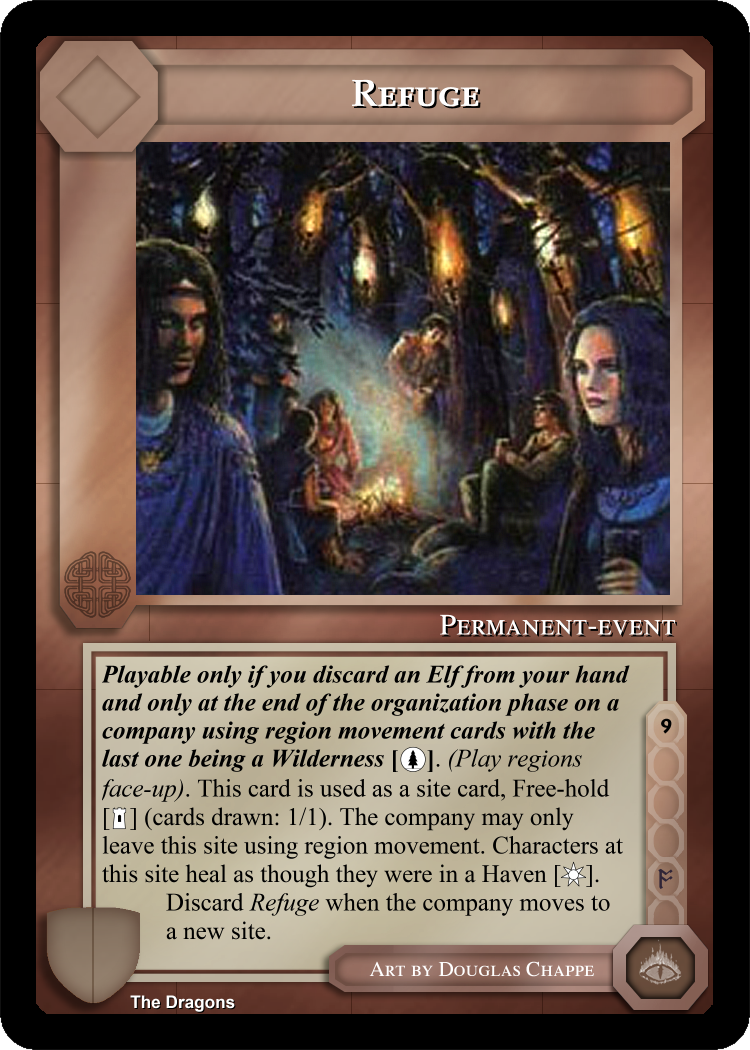 Refuge
Permanent-event
Playable only if you discard an Elf from your hand
and only at the end of the organization phase on a
company using region movement cards with the
last one being a Wilderness [ ]. (Play regions
face-up). This card is used as a site card, Free-hold
[ ] (cards drawn: 1/1). The company may only
leave this site using region movement. Characters at
this site heal as though they were in a Haven [ ].
Discard Refuge when the company moves to
a new site.
9
Art by Douglas Chappe
The Dragons